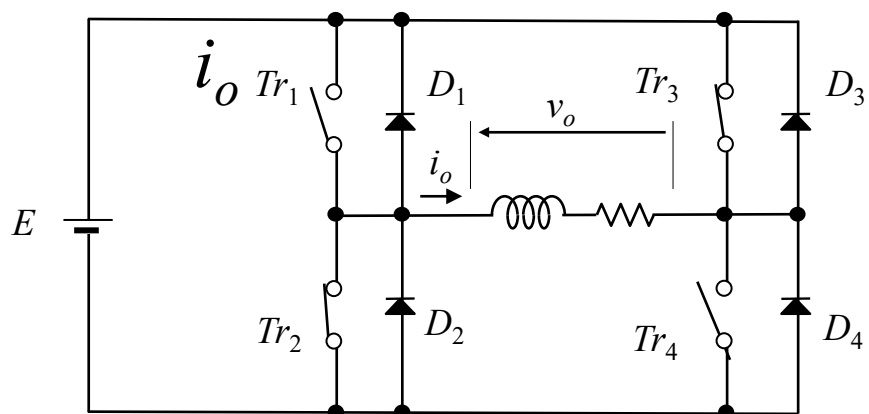 i_o
Tr_1
D_1
v_o
Tr_3
D_3
i_o
E
Tr_2
D_2
Tr_4
D_4